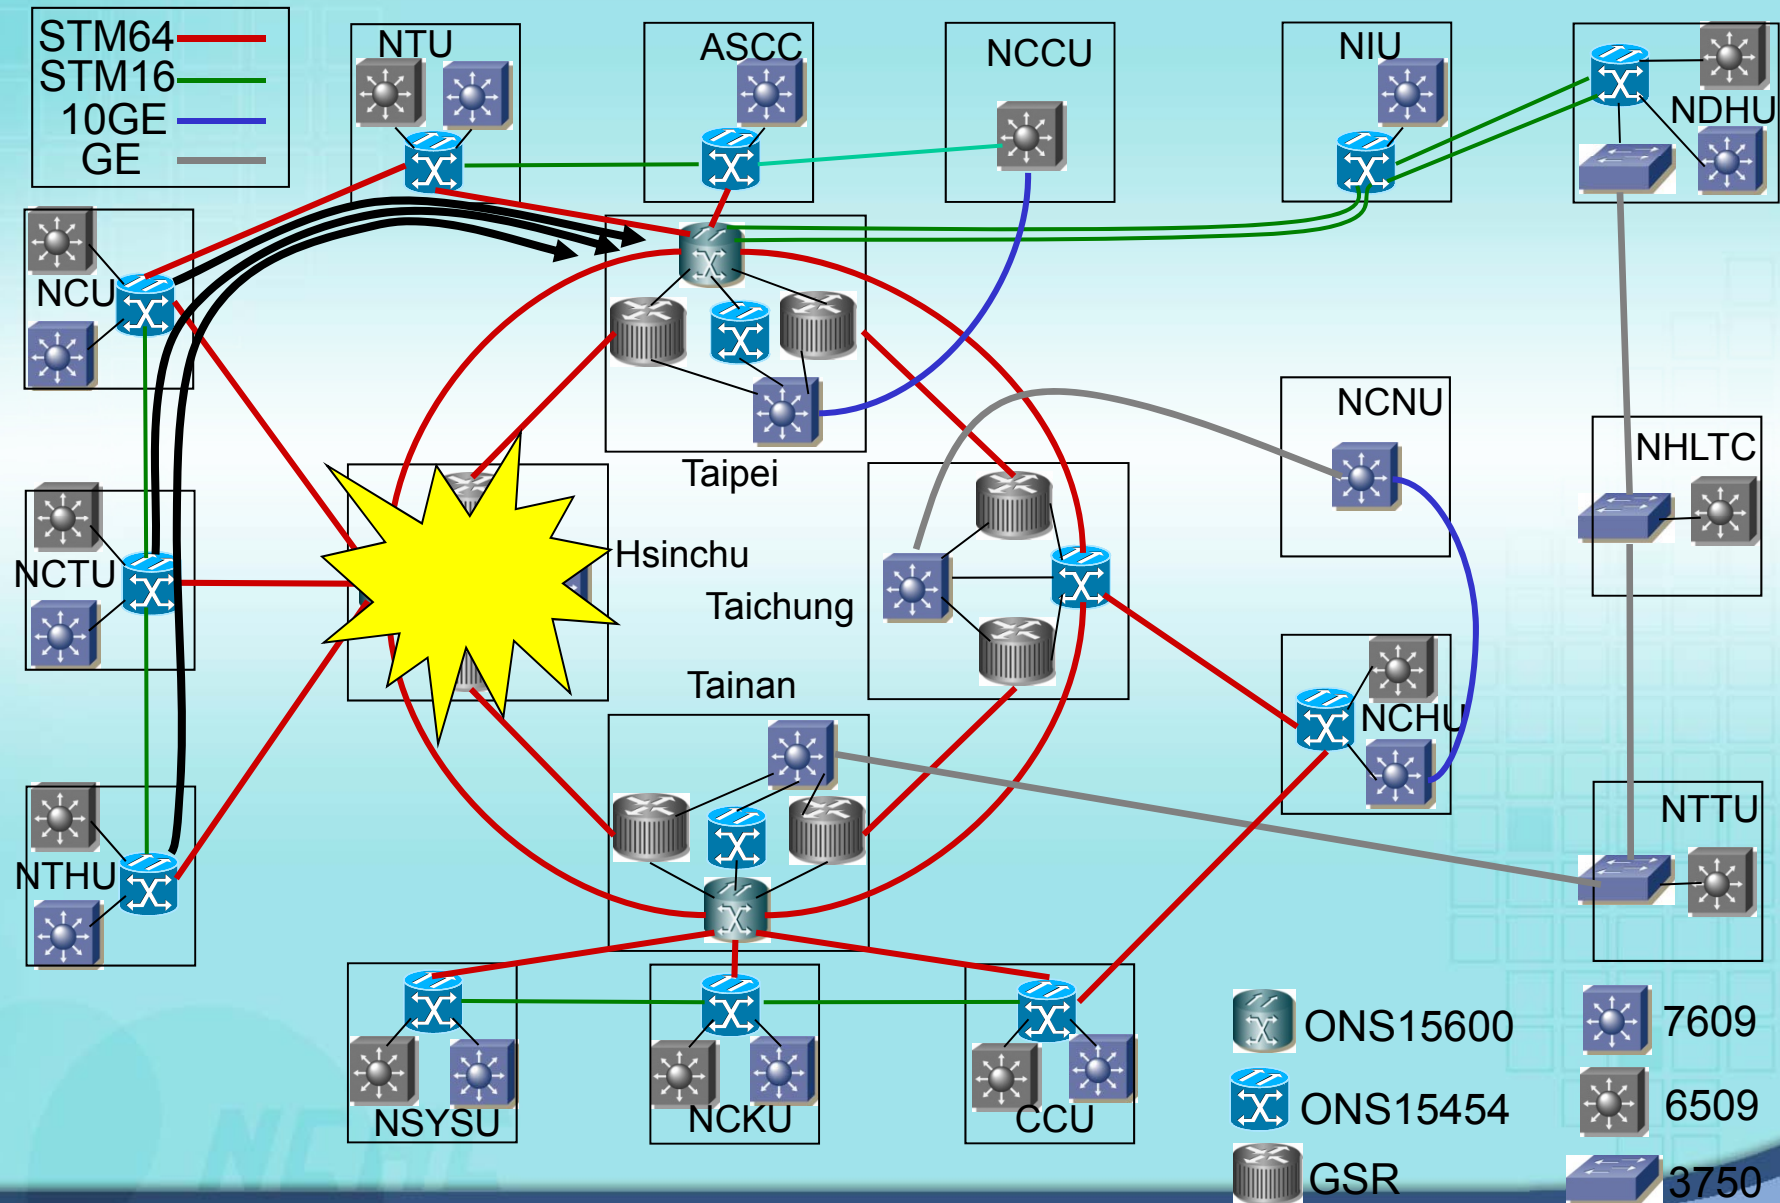 STM64
STM16
10GE
GE
NTU
ASCC
NCCU
NIU
NDHU
NCU
NCNU
NHLTC
Taipei
Hsinchu
NCTU
Taichung
Tainan
NCHU
NTTU
NTHU
NSYSU
NCKU
CCU
ONS15600
7609
ONS15454
6509
GSR
3750